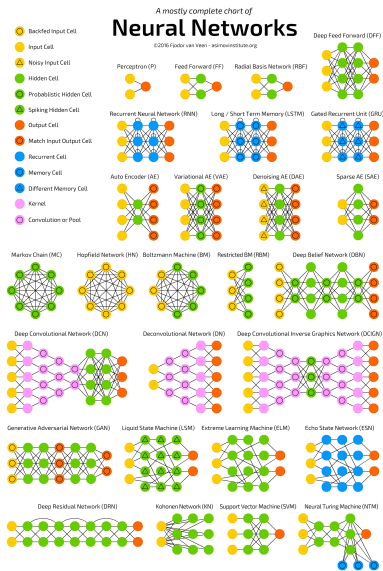 A mostly complete chart of
Neural Networks
©2016 Fjodor van Veen - asimovinstitute.org
Backfed Input Cell
Input Cell
Noisy Input Cell
Hidden Cell
Probablistic Hidden Cell
Spiking Hidden Cell
Output Cell
Match Input Output Cell
Recurrent Cell
Memory Cell
Different Memory Cell
Kernel
Convolution or Pool
Deep Feed Forward (DFF)
Perceptron (P)
Feed Forward (FF)
Radial Basis Network (RBF)
Recurrent Neural Network (RNN)
Long / Short Term Memory (LSTM)
Gated Recurrent Unit (GRU)
Auto Encoder (AE)
Variational AE (VAE)
Denoising AE (DAE)
Sparse AE (SAE)
Markov Chain (MC)
Hopfield Network (HN)
Boltzmann Machine (BM)
Restricted BM (RBM)
Deep Belief Network (DBN)
Deep Convolutional Network (DCN)
Deconvolutional Network (DN)
Deep Convolutional Inverse Graphics Network (DCIGN)
Generative Adversarial Network (GAN)
Liquid State Machine (LSM)
Extreme Learning Machine (ELM)
Echo State Network (ESN)
Deep Residual Network (DRN)
Kohonen Network (KN)
Support Vector Machine (SVM)
Neural Turing Machine (NTM)